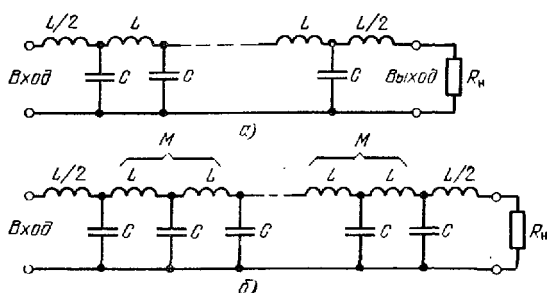 L/2 L L L/2
Вход C C C Выход Rн
а)
M M
L/2 L L L L L/2
Вход C C C C C Rн
б)